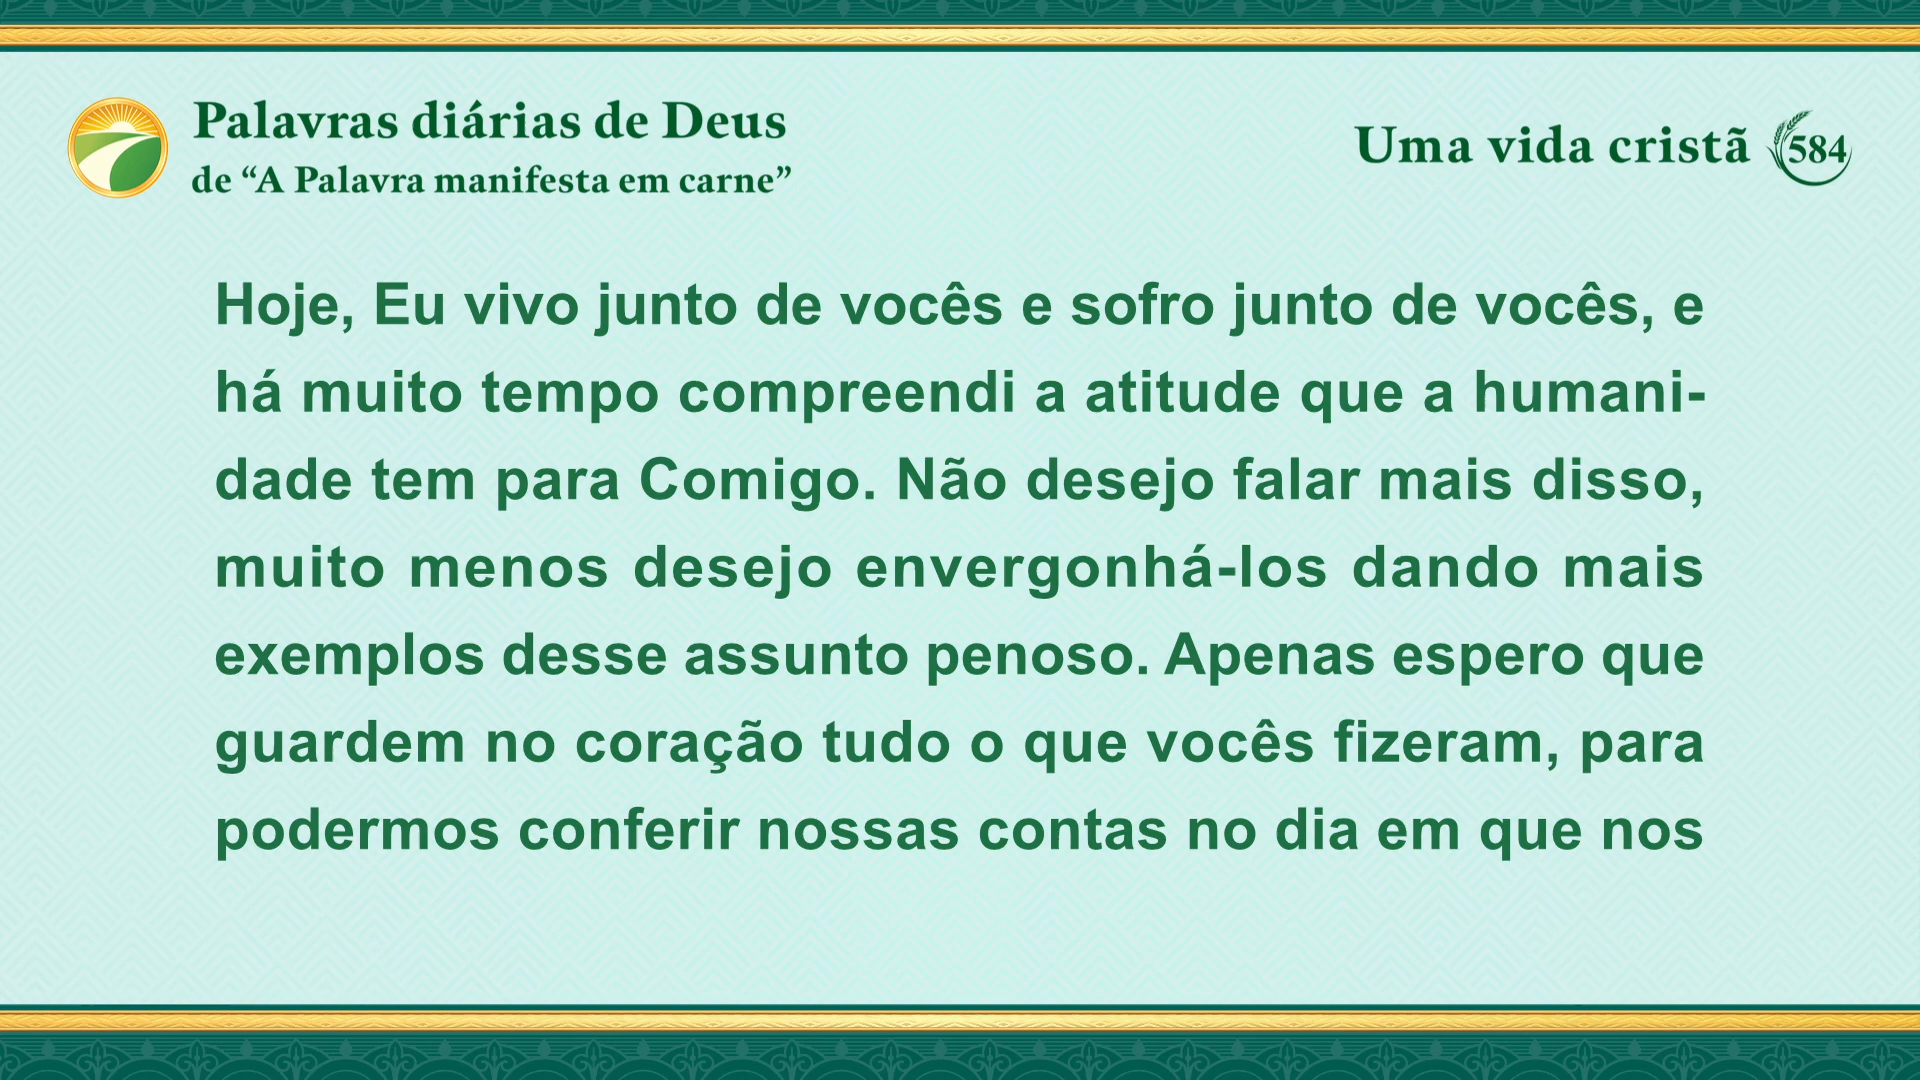 Palavras diárias de Deus
de “A Palavra manifesta em carne”
Uma vida cristã 584
Hoje, Eu vivo junto de vocês e sofro junto de vocês, e
há muito tempo compreendi a atitude que a humani-
dade tem para Comigo. Não desejo falar mais disso,
muito menos desejo envergonhá-los dando mais
exemplos desse assunto penoso. Apenas espero que
guardem no coração tudo o que vocês fizeram, para
podermos conferir nossas contas no dia em que nos